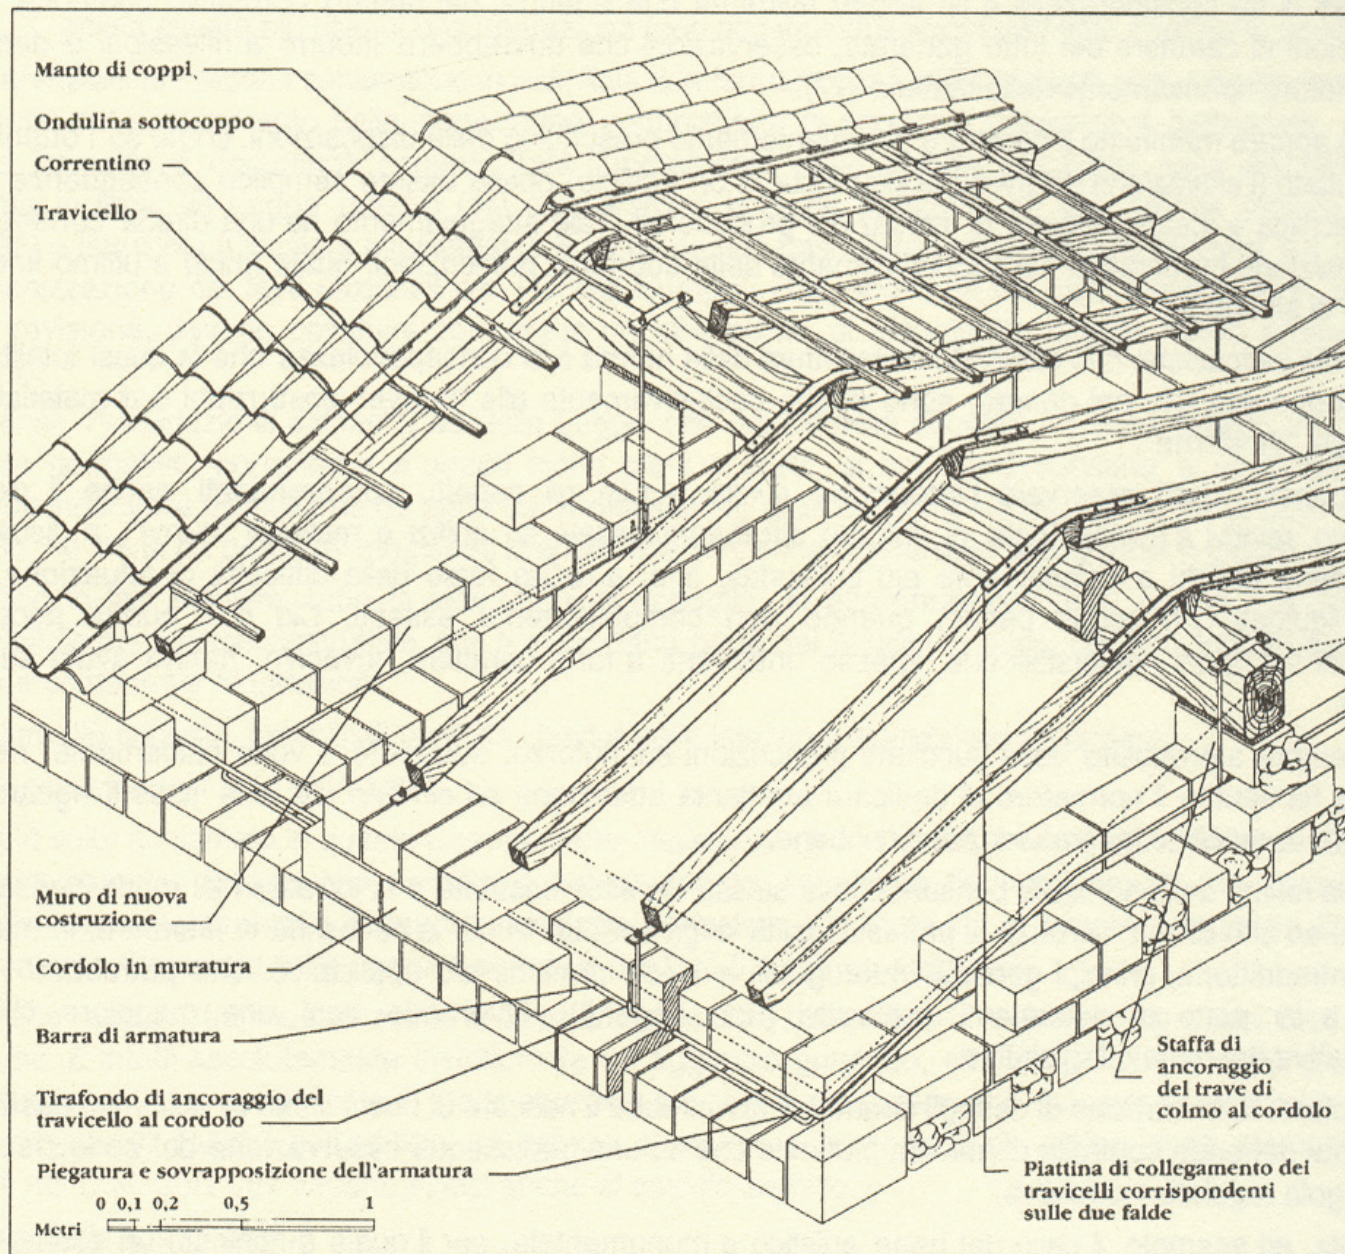 Manto di coppi
Ondulina sottocoppo
Correntino
Travicello
Muro di nuova
costruzione
Cordolo in muratura
Barra di armatura
Tirafondo di ancoraggio del
travicello al cordolo
Piegatura e sovrapposizione dell'armatura
0 0,1 0,2 0,5 1
Metri
Staffa di
ancoraggio
del trave di
colmo al cordolo
Piattina di collegamento dei
travicelli corrispondenti
sulle due falde